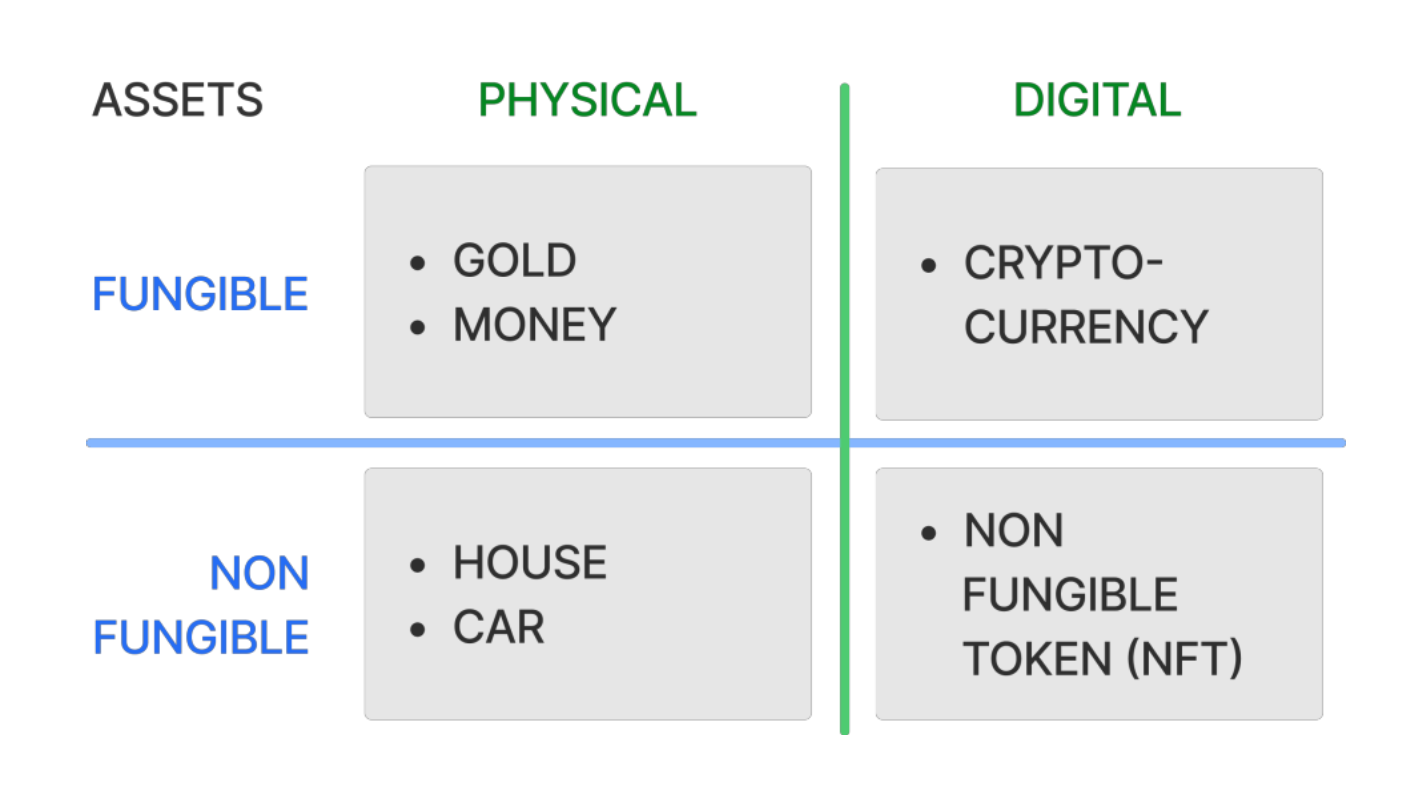 ASSETS PHYSICAL DIGITAL
FUNGIBLE
• GOLD
• MONEY
• CRYPTO-
CURRENCY
NON
FUNGIBLE
• HOUSE
• CAR
• NON
FUNGIBLE
TOKEN (NFT)